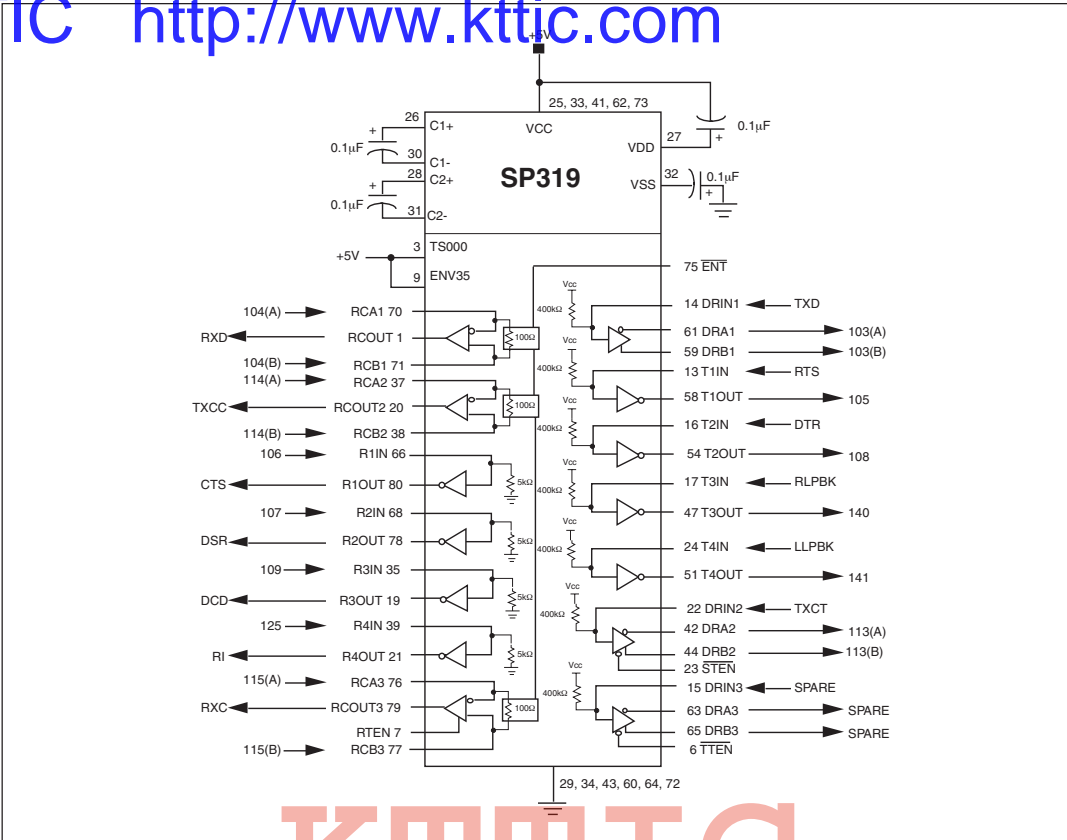 IC http://www.kttic.com
+5V
25, 33, 41, 62, 73
26 C1+
VCC
0.1μF
27
VDD
+
0.1μF
+
30 C1-
28 C2+
SP319
VSS
32
0.1μF
+
0.1μF
+
31 C2-
+5V
3 TS000
9 ENV35
75 ENT
104(A) RCA1 70
RXD RCOUT 1
100Ω
104(B) RCB1 71
114(A) RCA2 37
TXCC RCOUT2 20
100Ω
114(B) RCB2 38
106 R1IN 66
CTS R1OUT 80
5kΩ
107 R2IN 68
DSR R2OUT 78
5kΩ
109 R3IN 35
DCD R3OUT 19
5kΩ
125 R4IN 39
RI R4OUT 21
5kΩ
115(A) RCA3 76
RXC RCOUT3 79
100Ω
RTEN 7
115(B) RCB3 77
Vcc
400kΩ
14 DRIN1 TXD
61 DRA1 103(A)
59 DRB1 103(B)
Vcc
400kΩ
13 T1IN RTS
58 T1OUT 105
Vcc
400kΩ
16 T2IN DTR
54 T2OUT 108
Vcc
400kΩ
17 T3IN RLPBK
47 T3OUT 140
Vcc
400kΩ
24 T4IN LLPBK
51 T4OUT 141
Vcc
400kΩ
22 DRIN2 TXCT
42 DRA2 113(A)
44 DRB2 113(B)
23 STEN
Vcc
400kΩ
15 DRIN3 SPARE
63 DRA3 SPARE
65 DRB3 SPARE
6 TTEN
29, 34, 43, 60, 64, 72
KTTIC